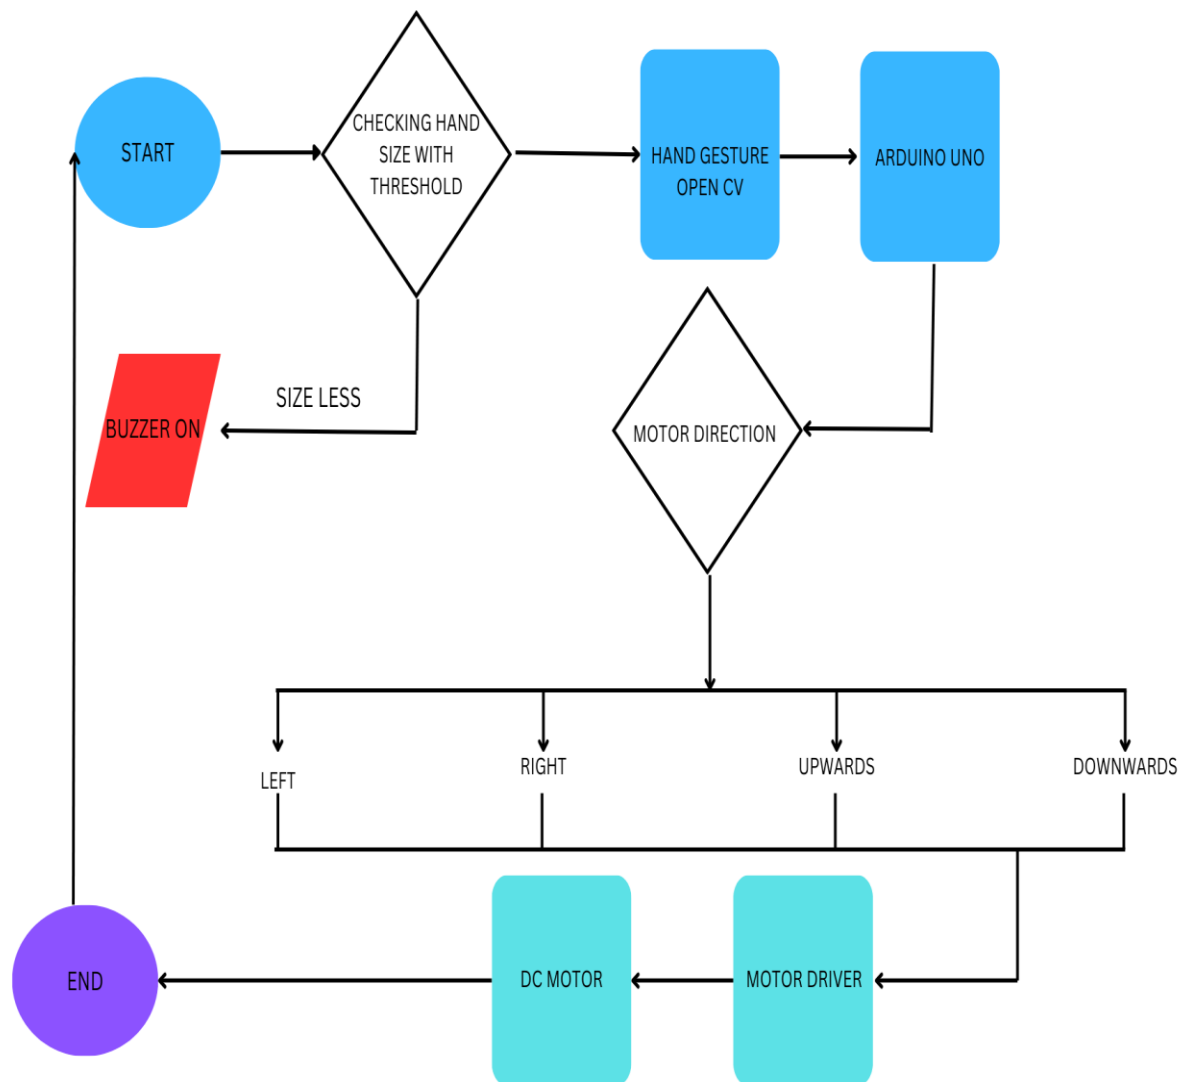 START
CHECKING HAND
SIZE WITH
THRESHOLD
HAND GESTURE
OPEN CV
ARDUINO UNO
SIZE LESS
BUZZER ON
MOTOR DIRECTION
LEFT
RIGHT
UPWARDS
DOWNWARDS
END
DC MOTOR
MOTOR DRIVER